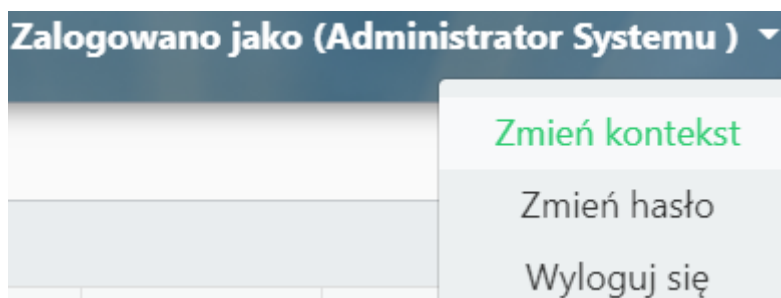 Zalogowano jako (Administrator Systemu )
Zmień kontekst
Zmień hasło
Wyloguj się